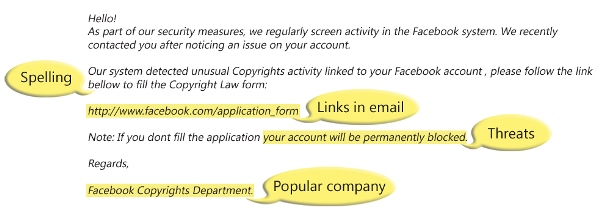 Hello!
As part of our security measures, we regularly screen activity in the Facebook system. We recently
contacted you after noticing an issue on your account.
Spelling
Our system detected unusual Copyrights activity linked to your Facebook account , please follow the link
bellow to fill the Copyright Law form:
http://www.facebook.com/application_form
Links in email
Note: If you dont fill the application your account will be permanently blocked.
Threats
Regards,
Facebook Copyrights Department.
Popular company